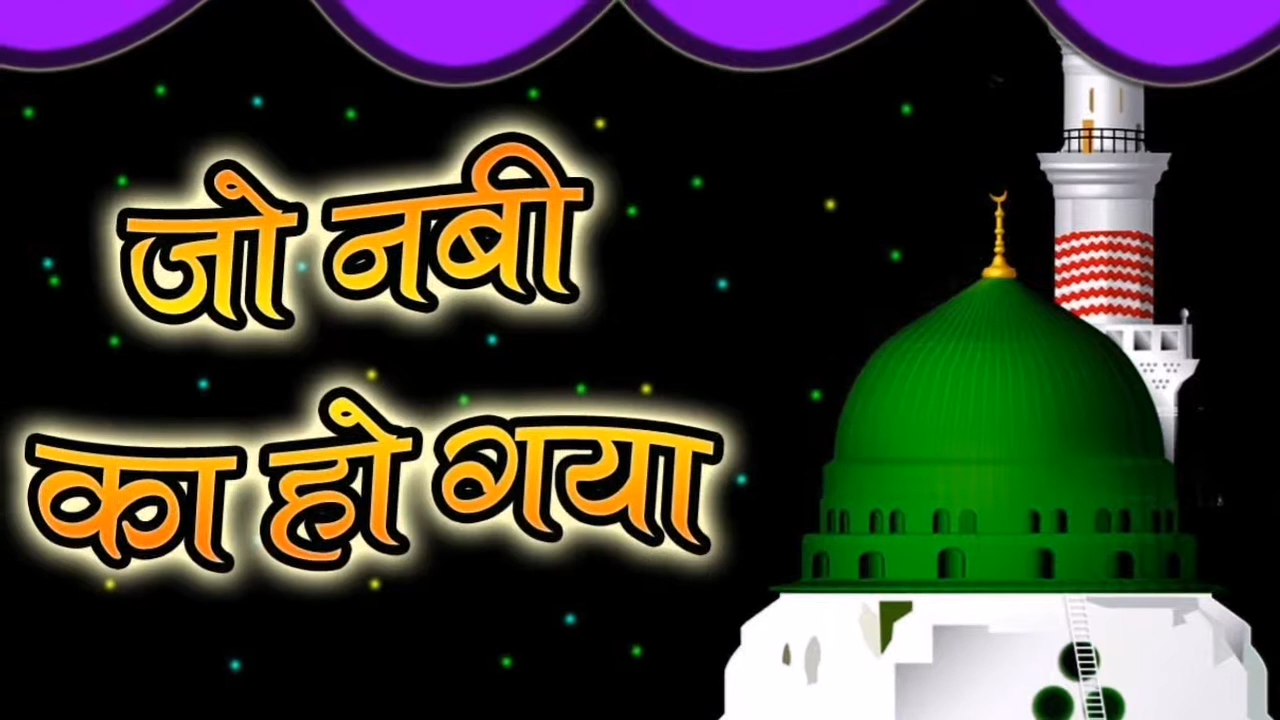 जो नबी
का हो गया